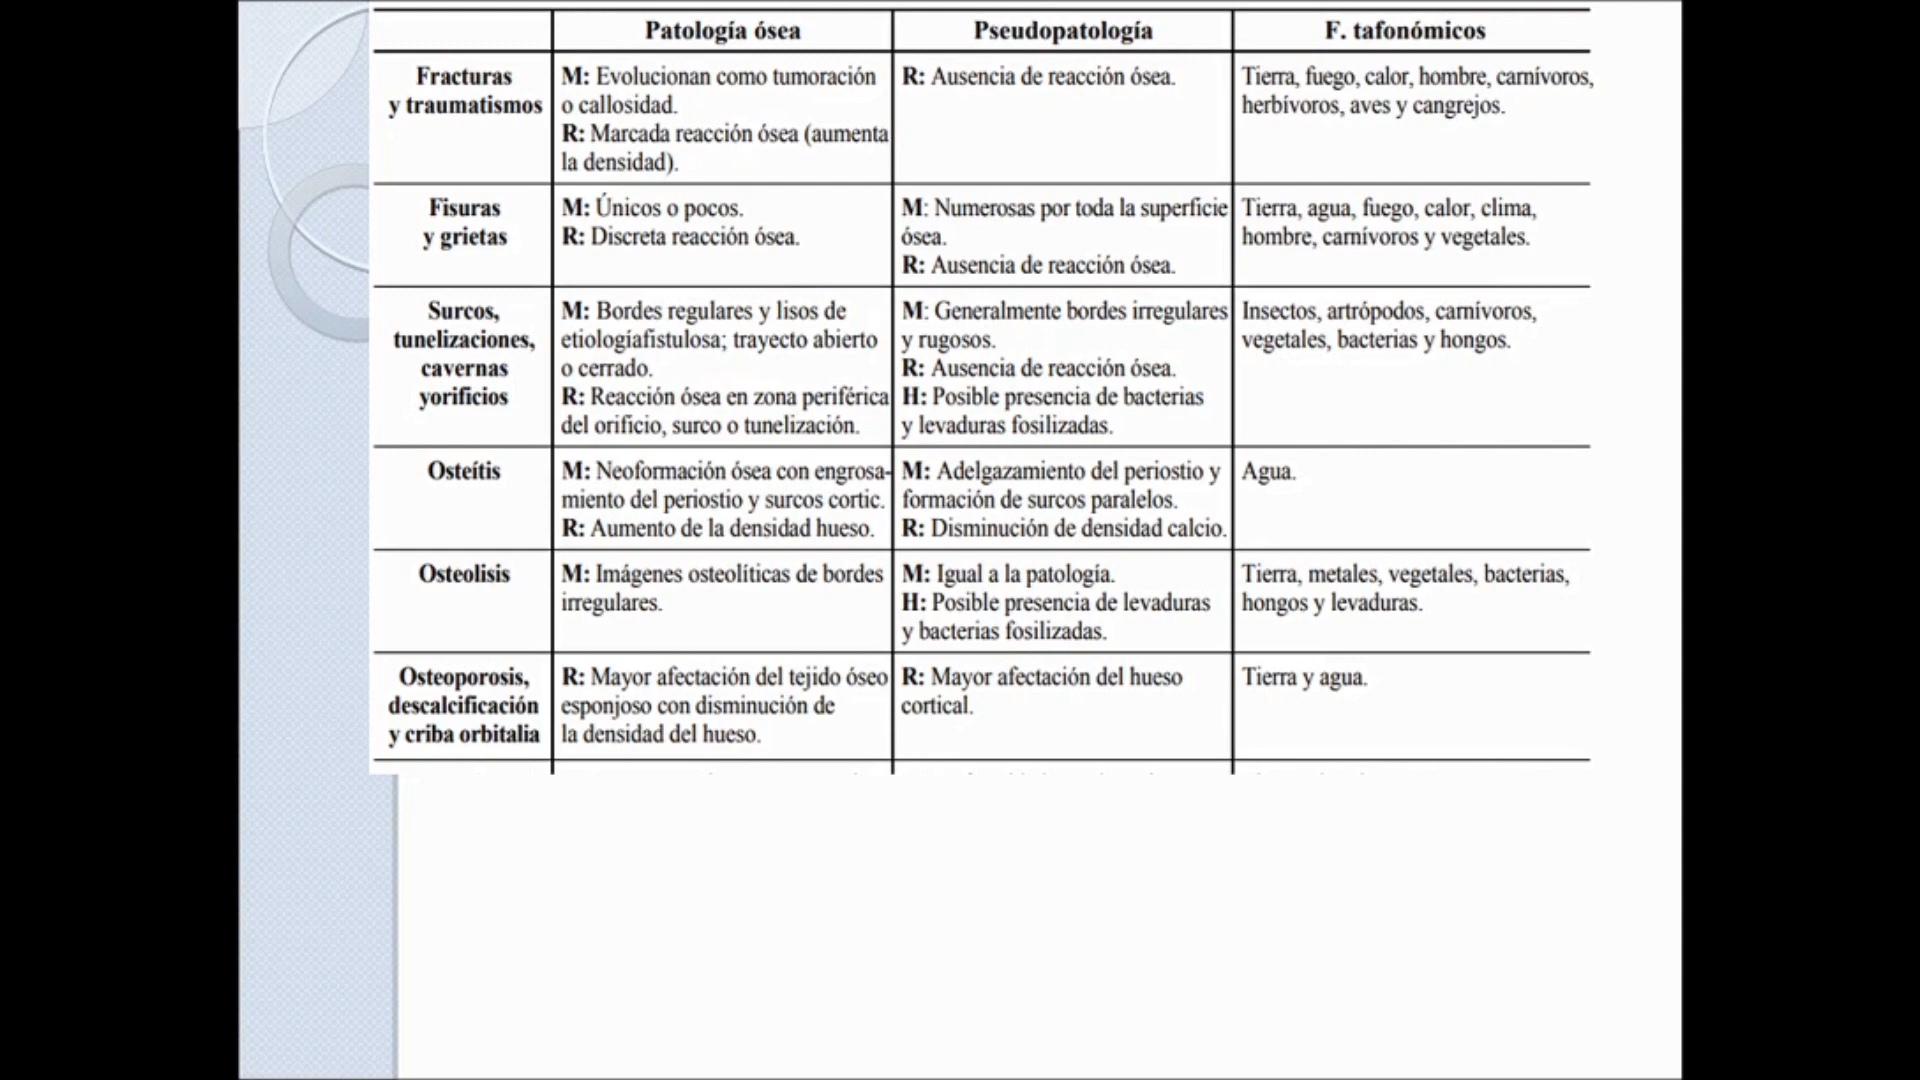 Patología ósea
Pseudopatología
F. tafonómicos
Fracturas
y traumatismos
M: Evolucionan como tumoración
o callosidad.
R: Marcada reacción ósea (aumenta
la densidad).
R: Ausencia de reacción ósea.
Tierra, fuego, calor, hombre, carnívoros,
herbívoros, aves y cangrejos.
Fisuras
y grietas
M: Únicos o pocos.
R: Discreta reacción ósea.
M: Numerosas por toda la superficie
ósea.
R: Ausencia de reacción ósea.
Tierra, agua, fuego, calor, clima,
hombre, carnívoros y vegetales.
Surcos,
tunelizaciones,
cavernas
yorificios
M: Bordes regulares y lisos de
etiologíafistulosa; trayecto abierto
o cerrado.
R: Reacción ósea en zona periférica
del orificio, surco o tunelización.
M: Generalmente bordes irregulares
y rugosos.
R: Ausencia de reacción ósea.
H: Posible presencia de bacterias
y levaduras fosilizadas.
Insectos, artrópodos, carnívoros,
vegetales, bacterias y hongos.
Osteítis
M: Neoformación ósea con engrosa-
miento del periostio y surcos cortic.
R: Aumento de la densidad hueso.
M: Adelgazamiento del periostio y
formación de surcos paralelos.
R: Disminución de densidad calcio.
Agua.
Osteolisis
M: Imágenes osteolíticas de bordes
irregulares.
M: Igual a la patología.
H: Posible presencia de levaduras
y bacterias fosilizadas.
Tierra, metales, vegetales, bacterias,
hongos y levaduras.
Osteoporosis,
descalcificación
y criba orbitalia
R: Mayor afectación del tejido óseo
esponjoso con disminución de
la densidad del hueso.
R: Mayor afectación del hueso
cortical.
Tierra y agua.